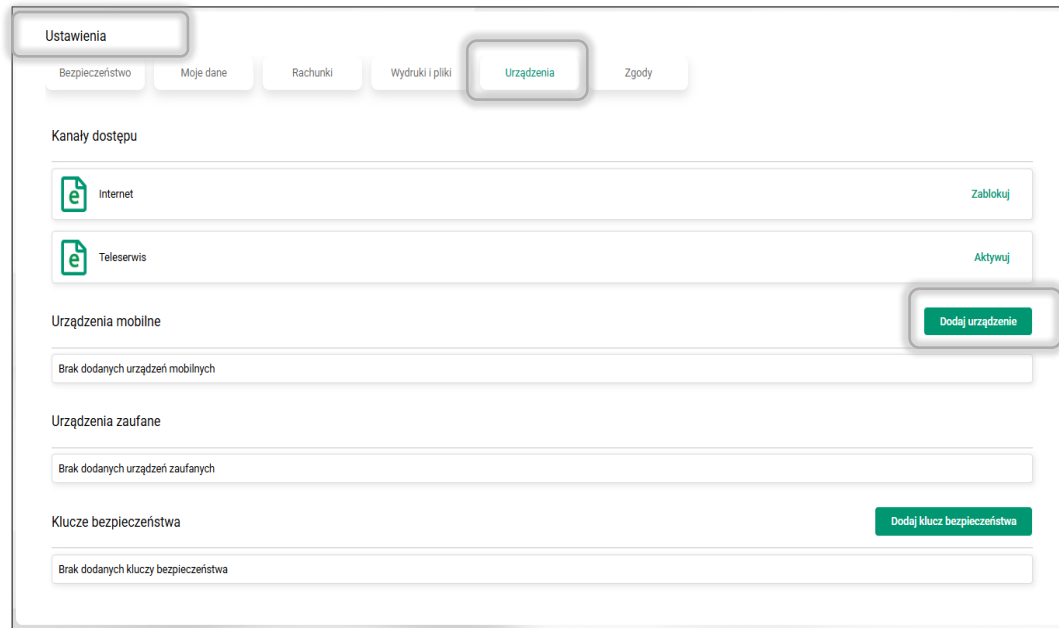 Ustawienia
Bezpieczeństwo Moje dane Rachunki Wydruki i pliki Urządzenia Zgody
Kanały dostępu
Internet Zablokuj
Teleserwis Aktywuj
Urządzenia mobilne Dodaj urządzenie
Brak dodanych urządzeń mobilnych
Urządzenia zaufane
Brak dodanych urządzeń zaufanych
Klucze bezpieczeństwa Dodaj klucz bezpieczeństwa
Brak dodanych kluczy bezpieczeństwa